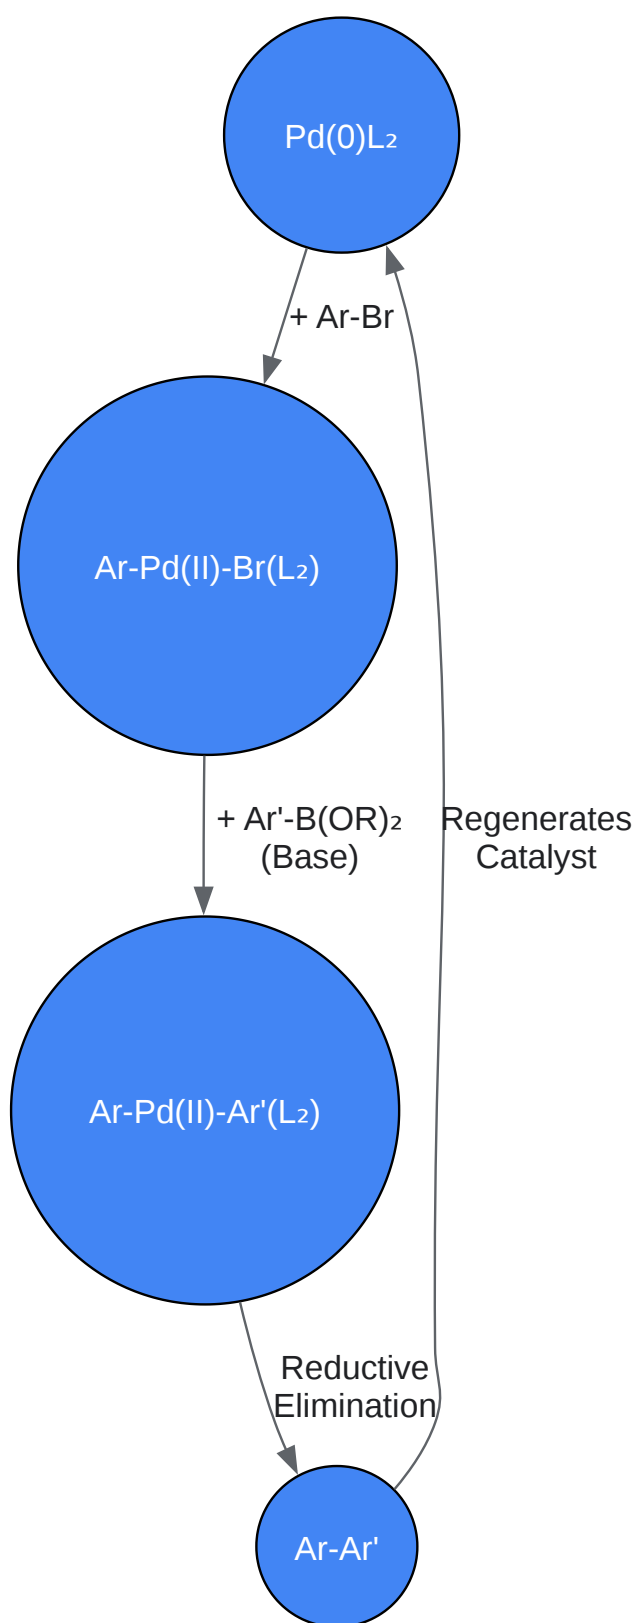 Pd(0)L₂
+ Ar-Br
Ar-Pd(II)-Br(L₂)
+ Ar'-B(OR)₂
(Base)
Regenerates
Catalyst
Ar-Pd(II)-Ar'(L₂)
Reductive
Elimination
Ar-Ar'